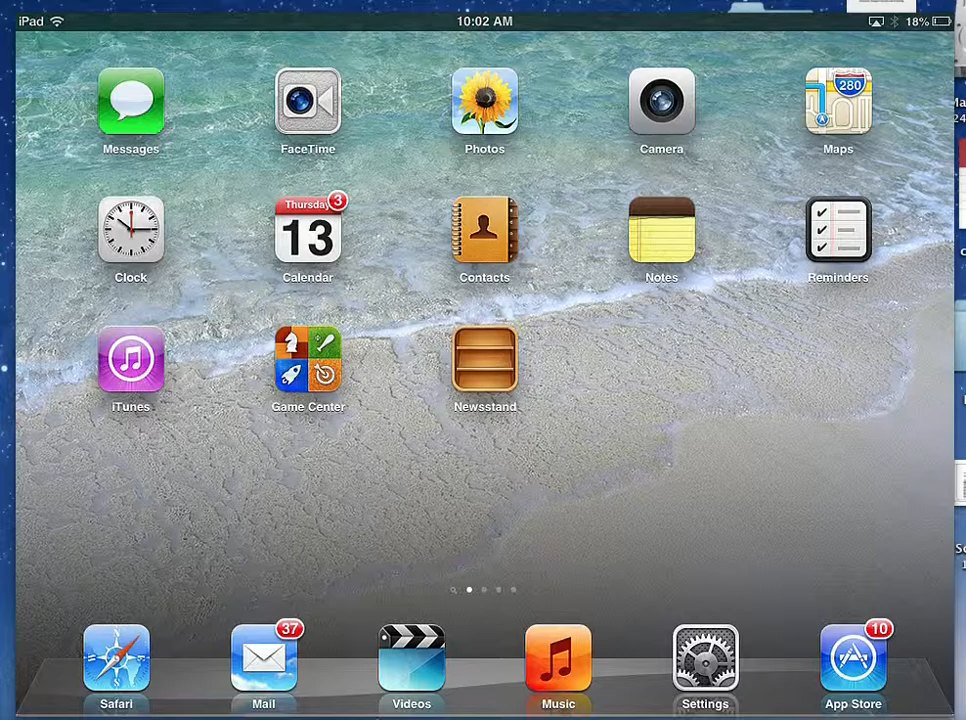 iPad 10:02 AM 18%
Messages FaceTime Photos Camera Maps
280
Thursday 3
13
Clock Calendar Contacts Notes Reminders
iTunes Game Center Newsstand
37 10
Safari Mail Videos Music Settings App Store
24